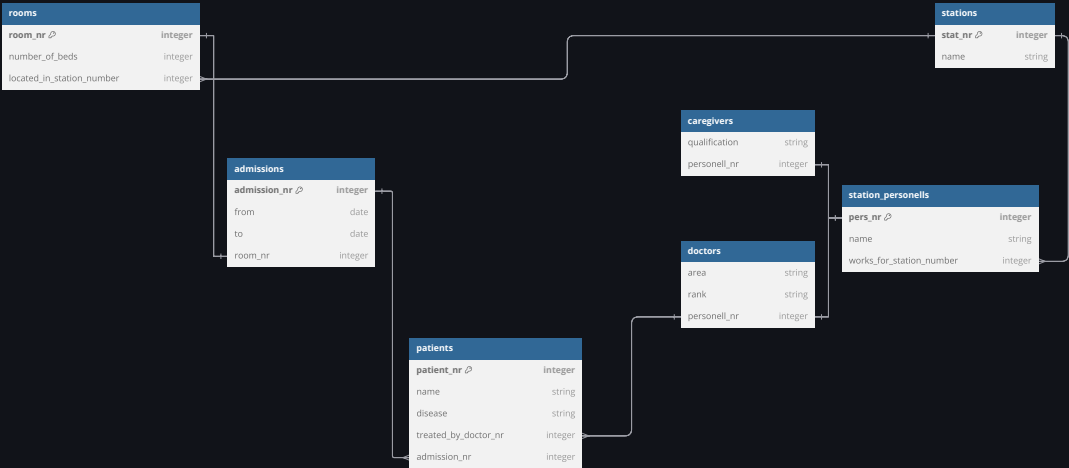 rooms
room_nr integer
number_of_beds integer
located_in_station_number integer
stations
stat_nr integer
name string
caregivers
qualification string
personell_nr integer
admissions
admission_nr integer
from date
to date
room_nr integer
station_personells
pers_nr integer
name string
works_for_station_number integer
doctors
area string
rank string
personell_nr integer
patients
patient_nr integer
name string
disease string
treated_by_doctor_nr integer
admission_nr integer